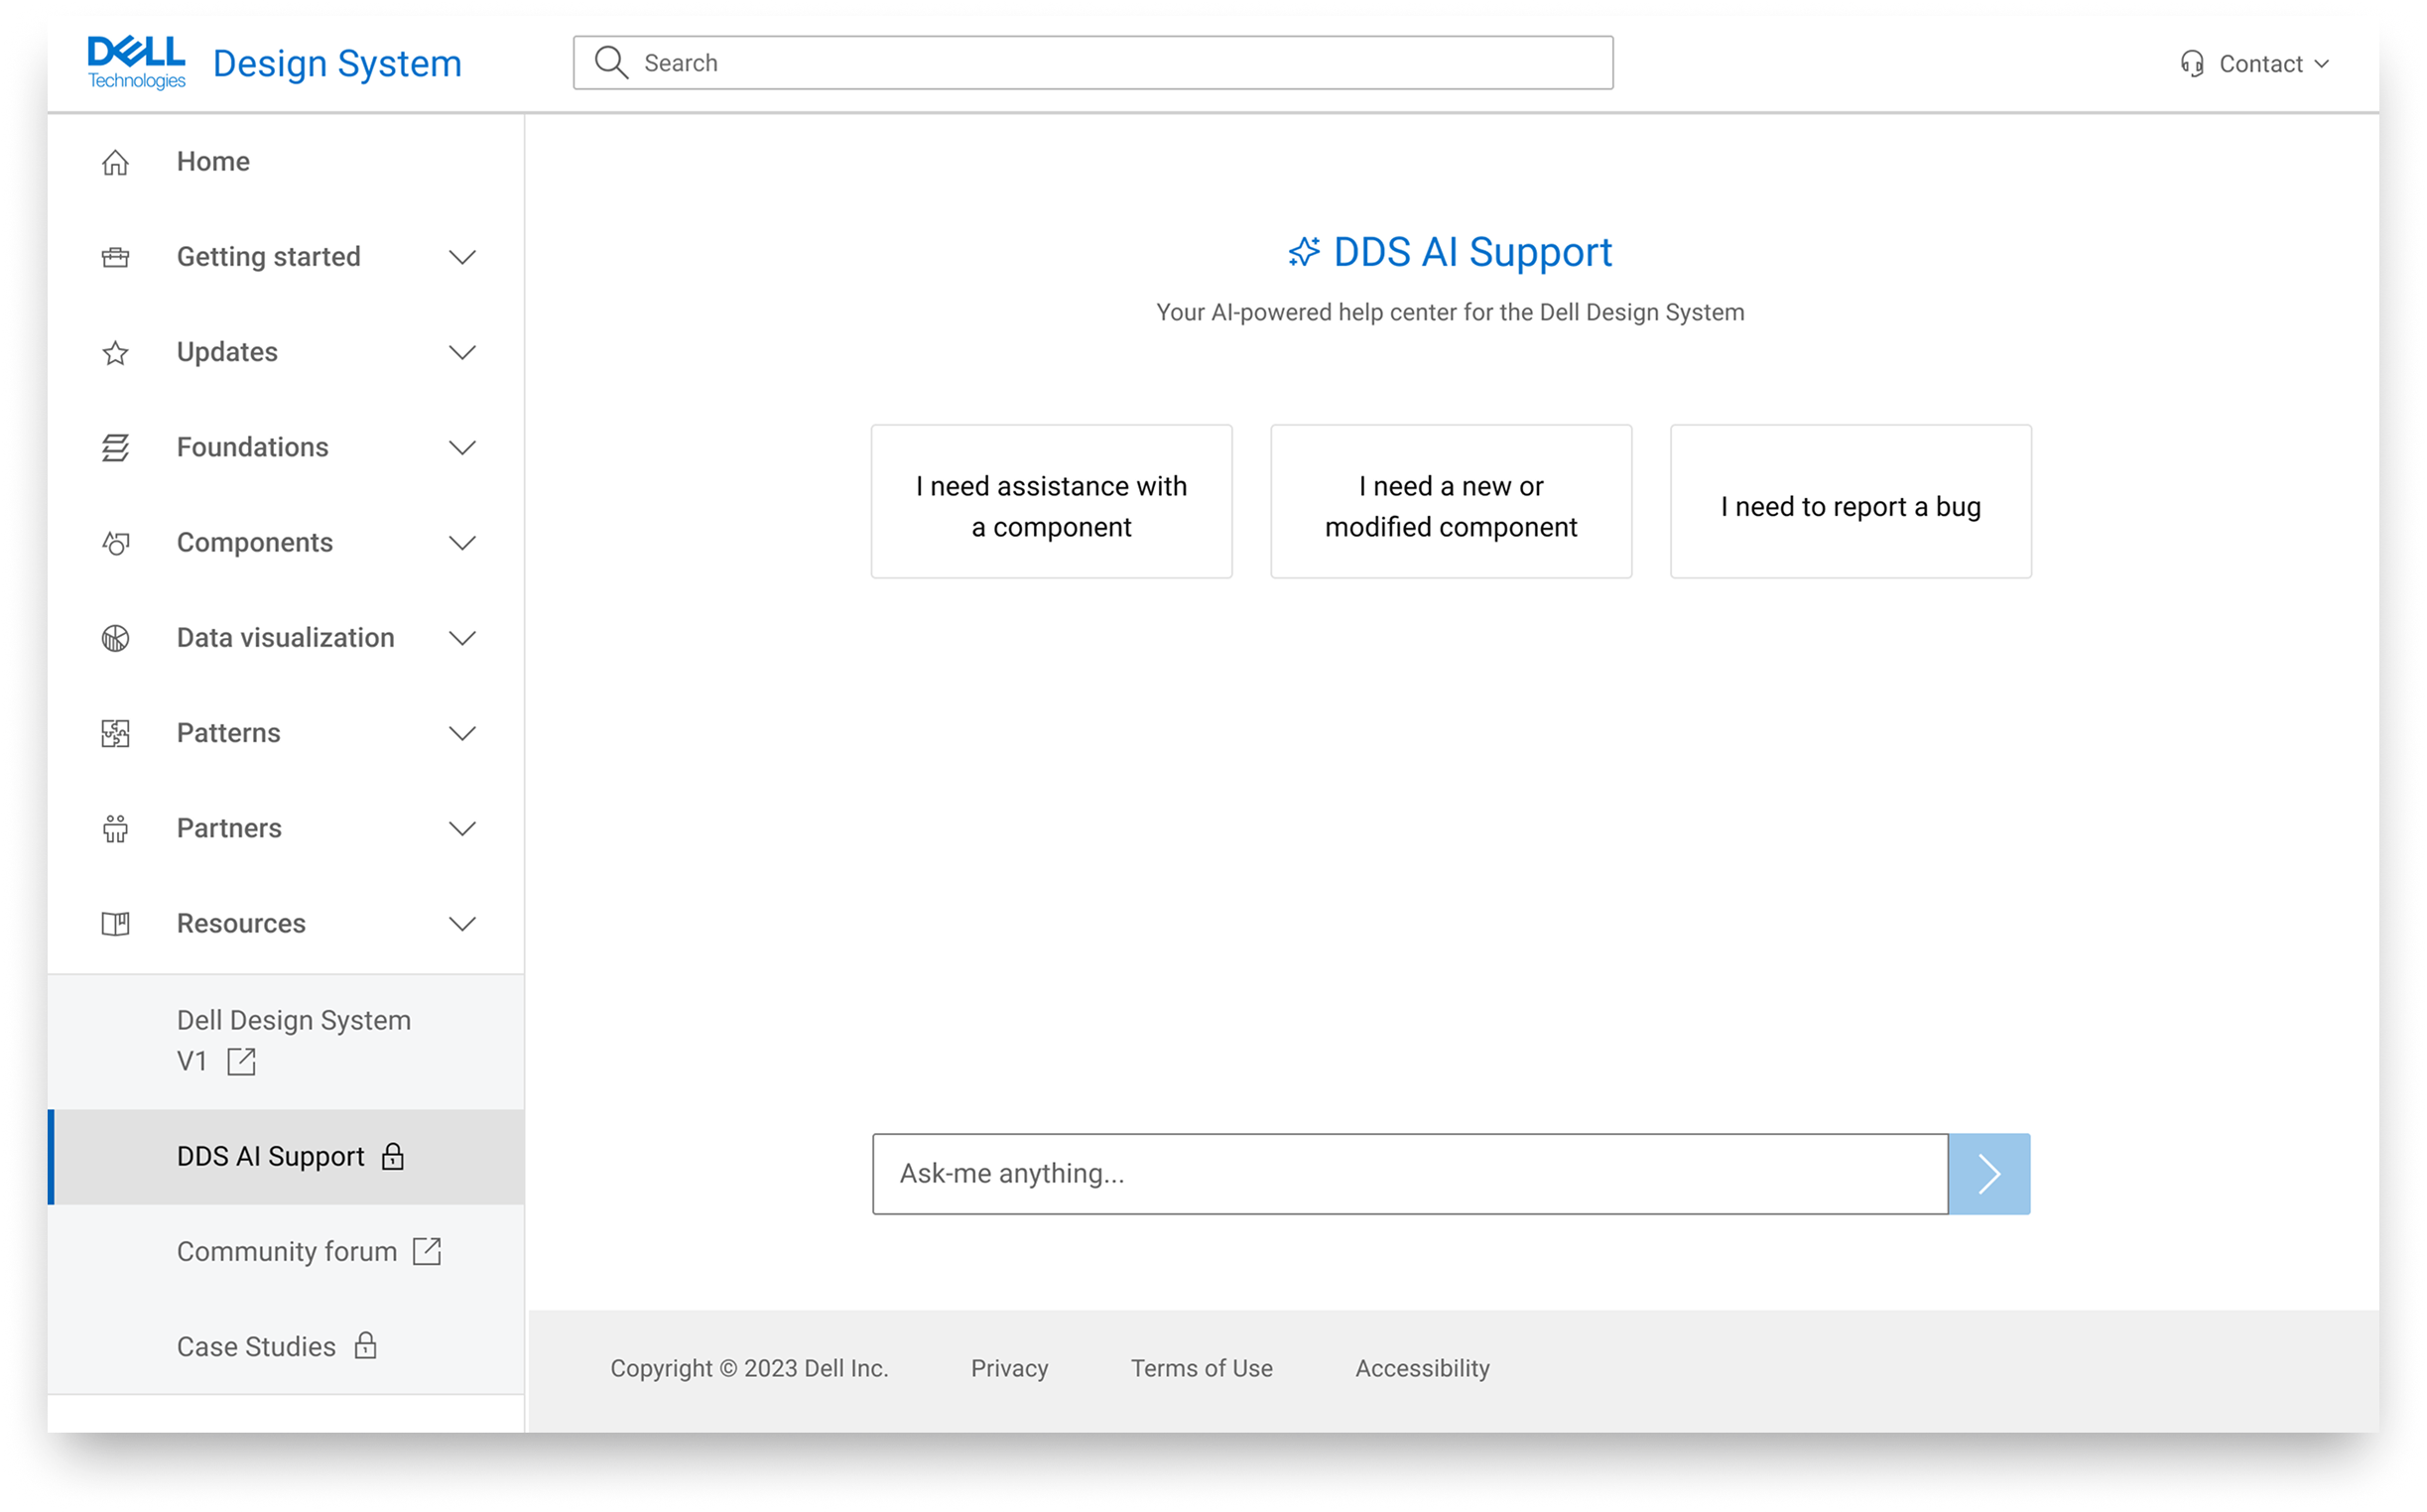 DELL
Technologies
Design System
Search
Contact
Home
Getting started
Updates
Foundations
Components
Data visualization
Patterns
Partners
Resources
Dell Design System
V1
DDS AI Support
Community forum
Case Studies
DDS AI Support
Your AI-powered help center for the Dell Design System
I need assistance with
a component
I need a new or
modified component
I need to report a bug
Ask-me anything...
Copyright © 2023 Dell Inc.
Privacy
Terms of Use
Accessibility